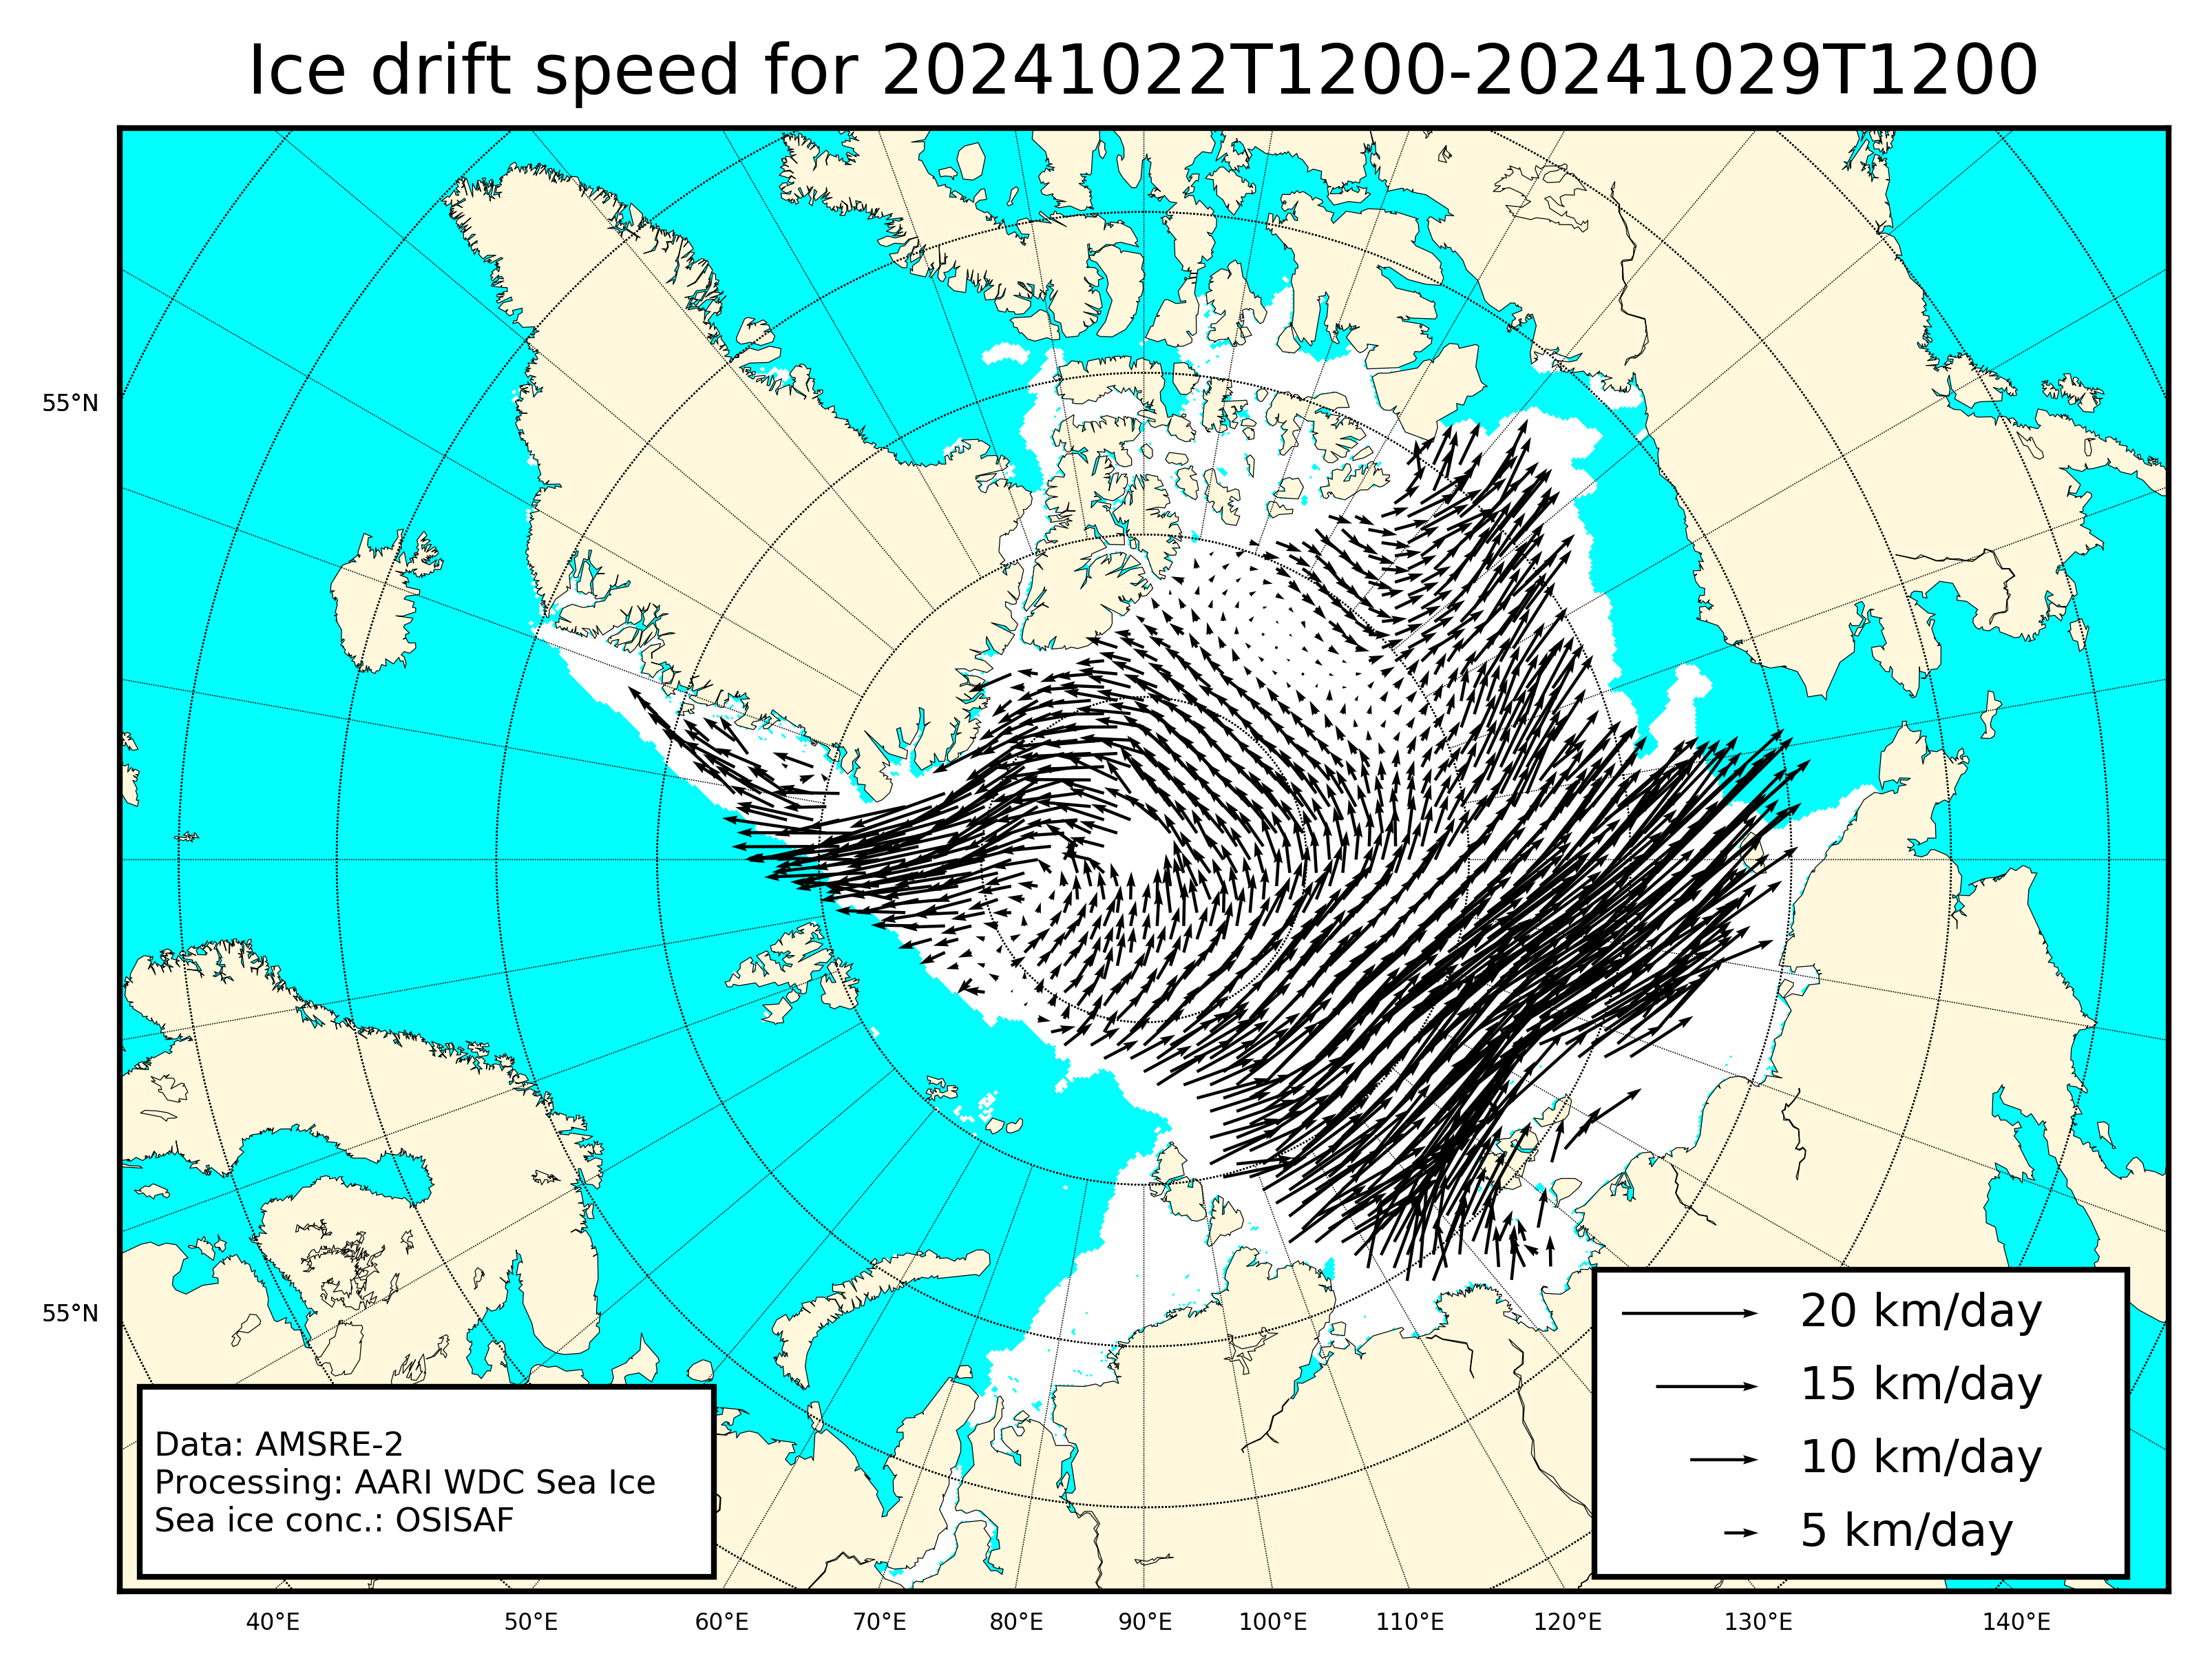 Ice drift speed for 20241022T1200-20241029T1200
55°N
55°N
20 km/day
15 km/day
10 km/day
5 km/day
Data: AMSRE-2
Processing: AARI WDC Sea Ice
Sea ice conc.: OSISAF
40°E 50°E 60°E 70°E 80°E 90°E 100°E 110°E 120°E 130°E 140°E